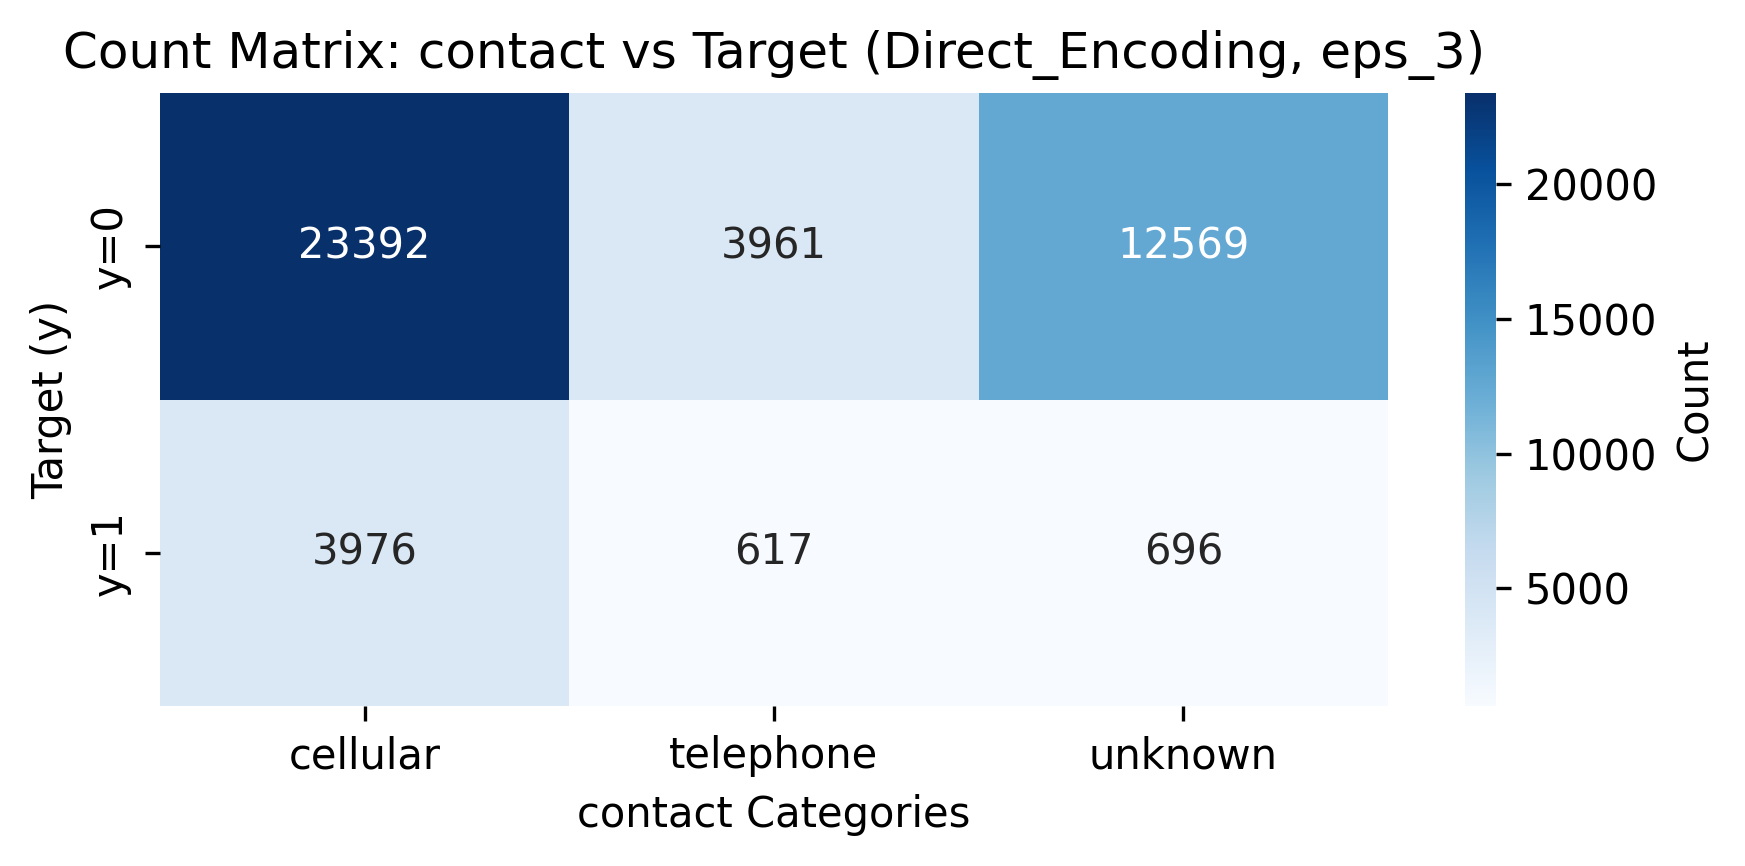 Count Matrix: contact vs Target (Direct_Encoding, eps_3)
Target (y)
y=0
23392
3961
12569
y=1
3976
617
696
cellular
telephone
unknown
contact Categories
20000
15000
10000
5000
Count